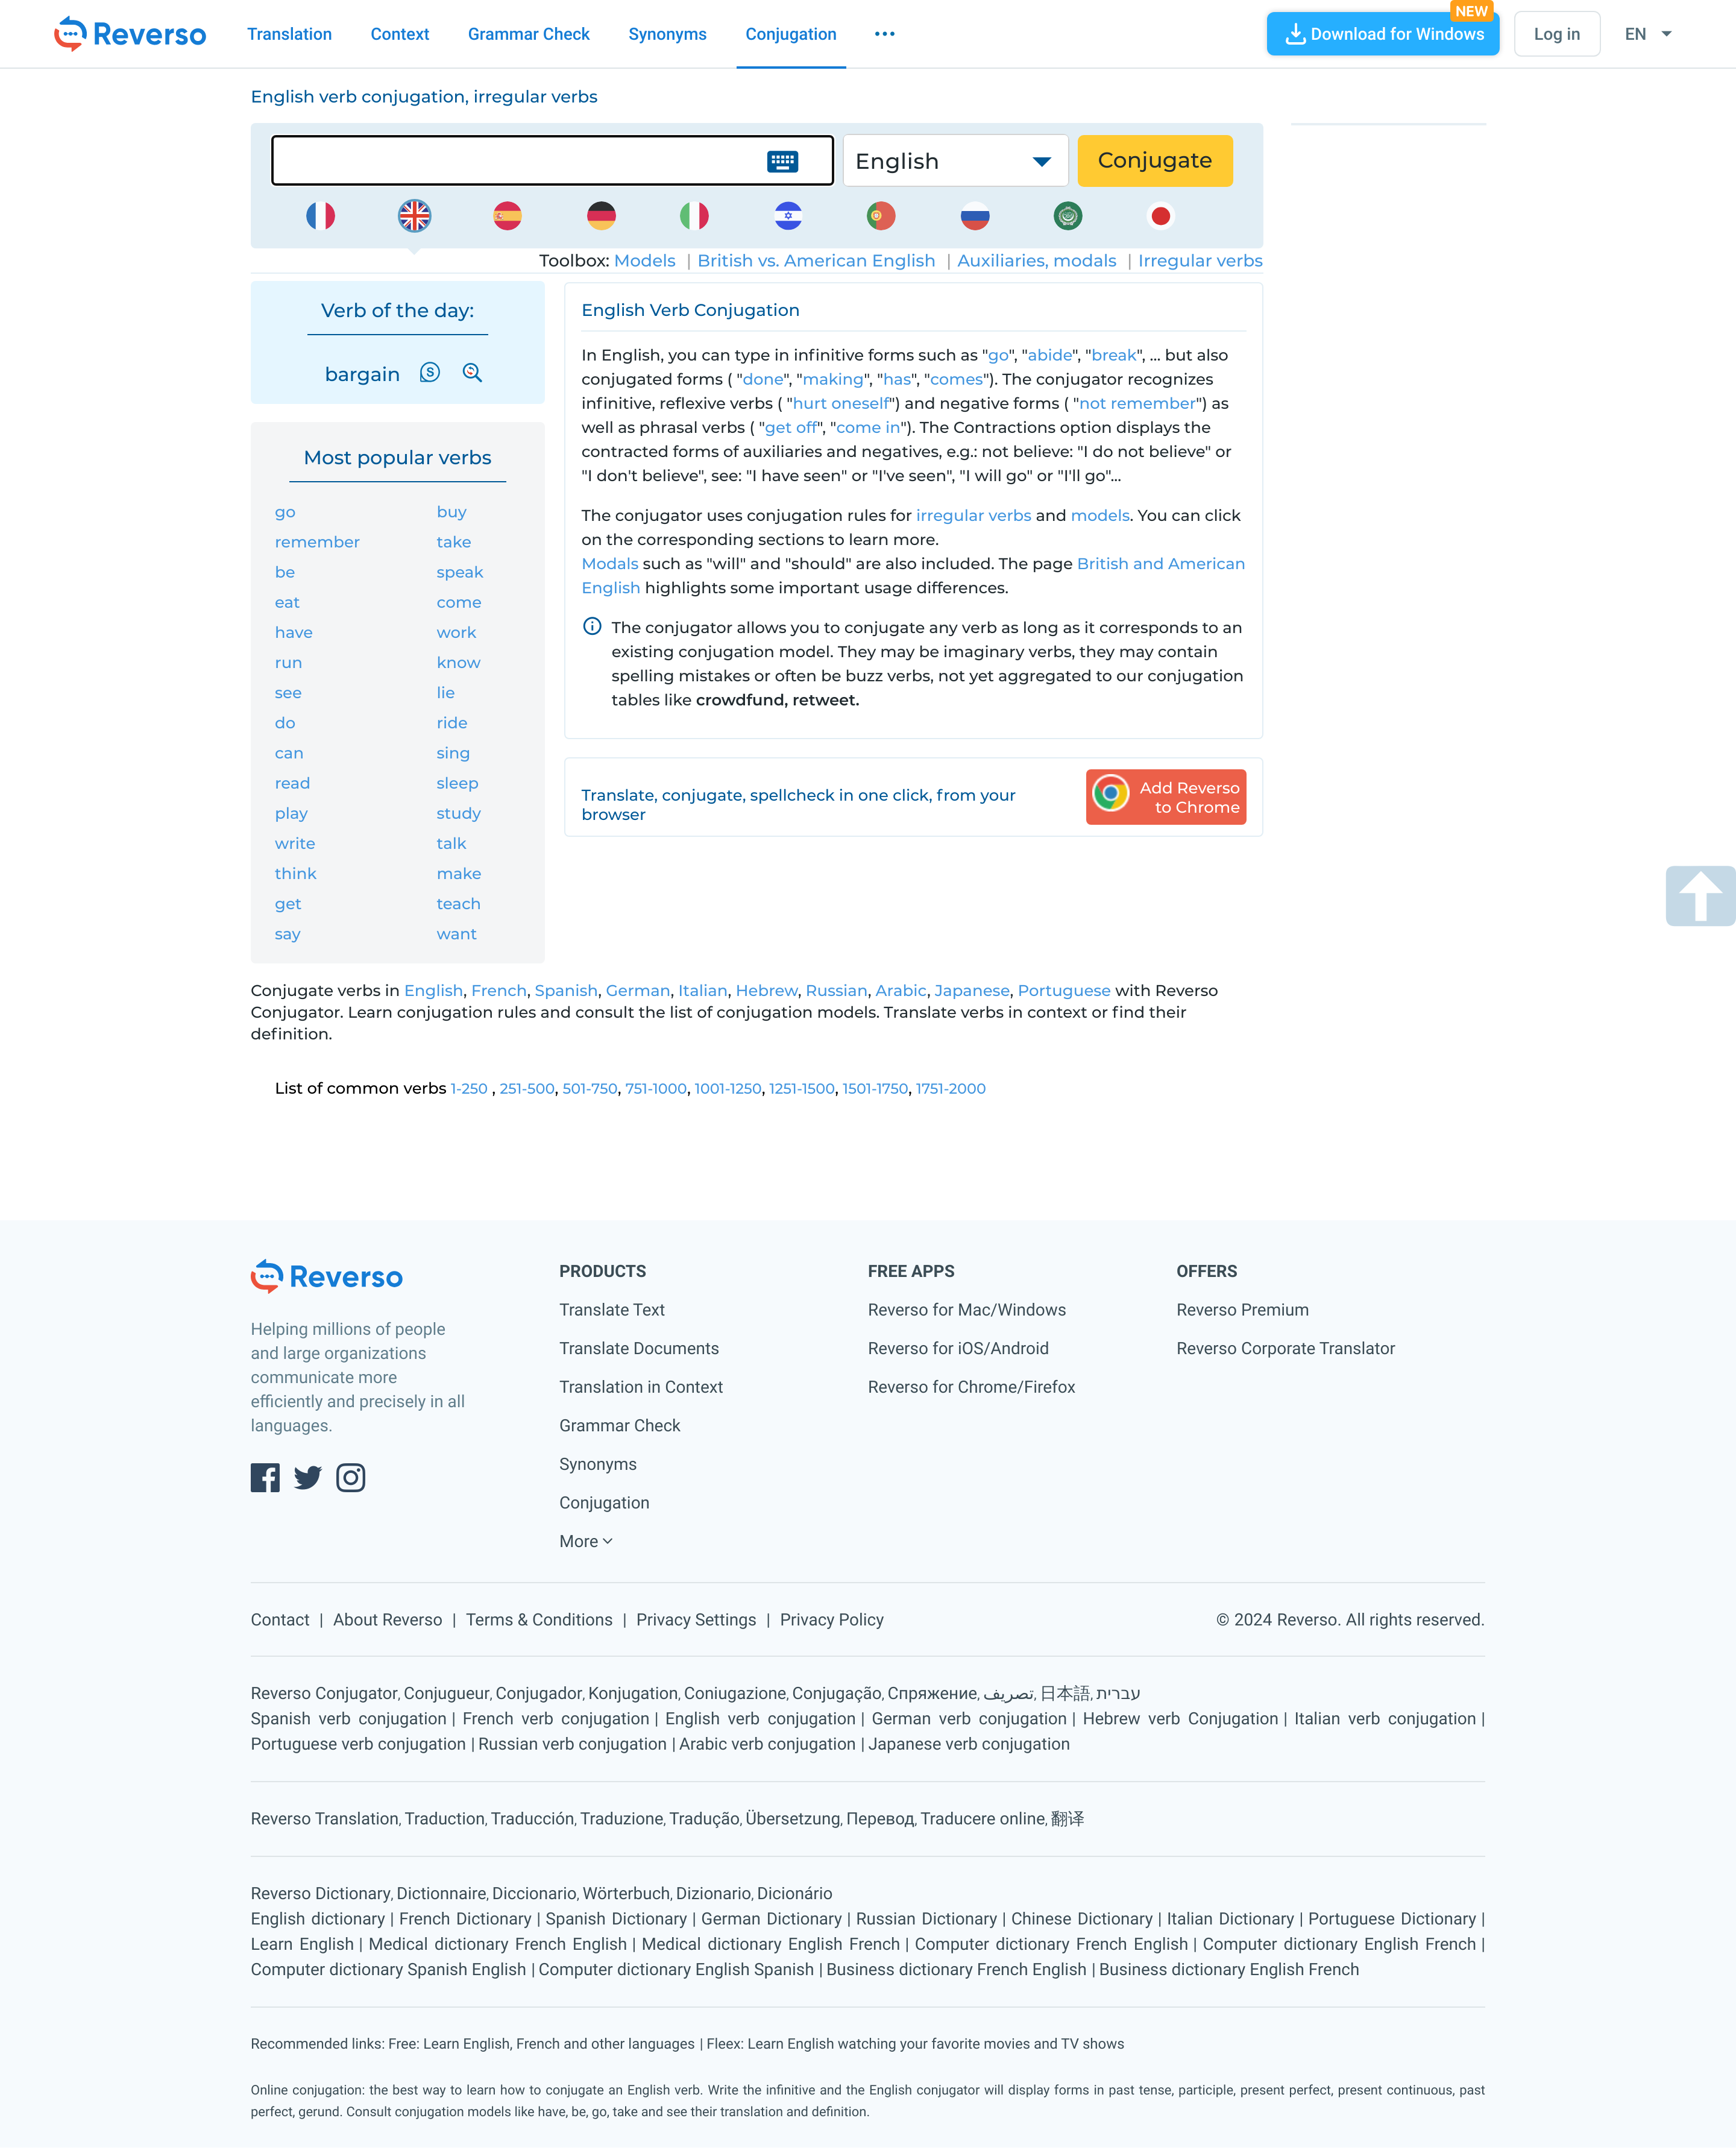 Reverso
Translation
Context
Grammar Check
Synonyms
Conjugation
NEW
Download for Windows
Log in
EN
English verb conjugation, irregular verbs
English
Conjugate
Toolbox: Models | British vs. American English | Auxiliaries, modals | Irregular verbs
Verb of the day:
bargain
Most popular verbs
go
remember
be
eat
have
run
see
do
can
read
play
write
think
get
say
buy
take
speak
come
work
know
lie
ride
sing
sleep
study
talk
make
teach
want
English Verb Conjugation
In English, you can type in infinitive forms such as "go", "abide", "break", ... but also
conjugated forms ( "done", "making", "has", "comes"). The conjugator recognizes
infinitive, reflexive verbs ( "hurt oneself") and negative forms ( "not remember") as
well as phrasal verbs ( "get off", "come in"). The Contractions option displays the
contracted forms of auxiliaries and negatives, e.g.: not believe: "I do not believe" or
"I don't believe", see: "I have seen" or "I've seen", "I will go" or "I'll go"...
The conjugator uses conjugation rules for irregular verbs and models. You can click
on the corresponding sections to learn more.
Modals such as "will" and "should" are also included. The page British and American
English highlights some important usage differences.
The conjugator allows you to conjugate any verb as long as it corresponds to an
existing conjugation model. They may be imaginary verbs, they may contain
spelling mistakes or often be buzz verbs, not yet aggregated to our conjugation
tables like crowdfund, retweet.
Translate, conjugate, spellcheck in one click, from your
browser
Add Reverso
to Chrome
Conjugate verbs in English, French, Spanish, German, Italian, Hebrew, Russian, Arabic, Japanese, Portuguese with Reverso
Conjugator. Learn conjugation rules and consult the list of conjugation models. Translate verbs in context or find their
definition.
List of common verbs 1-250 , 251-500, 501-750, 751-1000, 1001-1250, 1251-1500, 1501-1750, 1751-2000
Reverso
Helping millions of people
and large organizations
communicate more
efficiently and precisely in all
languages.
PRODUCTS
Translate Text
Translate Documents
Translation in Context
Grammar Check
Synonyms
Conjugation
More
FREE APPS
Reverso for Mac/Windows
Reverso for iOS/Android
Reverso for Chrome/Firefox
OFFERS
Reverso Premium
Reverso Corporate Translator
Contact | About Reverso | Terms & Conditions | Privacy Settings | Privacy Policy
© 2024 Reverso. All rights reserved.
Reverso Conjugator, Conjugueur, Conjugador, Konjugation, Coniugazione, Conjugação, Спряжение, تصريف, 日本語, עברית
Spanish verb conjugation | French verb conjugation | English verb conjugation | German verb conjugation | Hebrew verb Conjugation | Italian verb conjugation |
Portuguese verb conjugation | Russian verb conjugation | Arabic verb conjugation | Japanese verb conjugation
Reverso Translation, Traduction, Traducción, Traduzione, Tradução, Übersetzung, Перевод, Traducere online, 翻译
Reverso Dictionary, Dictionnaire, Diccionario, Wörterbuch, Dizionario, Dicionário
English dictionary | French Dictionary | Spanish Dictionary | German Dictionary | Russian Dictionary | Chinese Dictionary | Italian Dictionary | Portuguese Dictionary |
Learn English | Medical dictionary French English | Medical dictionary English French | Computer dictionary French English | Computer dictionary English French |
Computer dictionary Spanish English | Computer dictionary English Spanish | Business dictionary French English | Business dictionary English French
Recommended links: Free: Learn English, French and other languages | Fleex: Learn English watching your favorite movies and TV shows
Online conjugation: the best way to learn how to conjugate an English verb. Write the infinitive and the English conjugator will display forms in past tense, participle, present perfect, present continuous, past
perfect, gerund. Consult conjugation models like have, be, go, take and see their translation and definition.